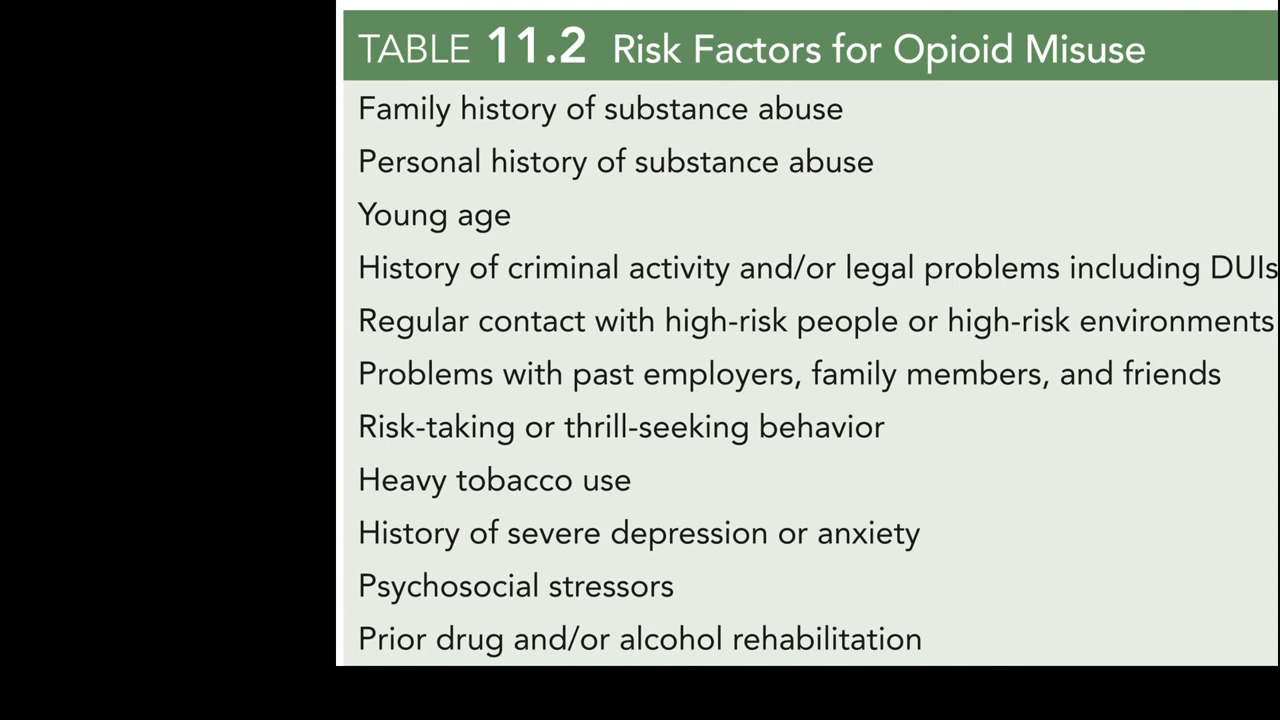 TABLE 11.2 Risk Factors for Opioid Misuse
Family history of substance abuse
Personal history of substance abuse
Young age
History of criminal activity and/or legal problems including DUIs
Regular contact with high-risk people or high-risk environments
Problems with past employers, family members, and friends
Risk-taking or thrill-seeking behavior
Heavy tobacco use
History of severe depression or anxiety
Psychosocial stressors
Prior drug and/or alcohol rehabilitation